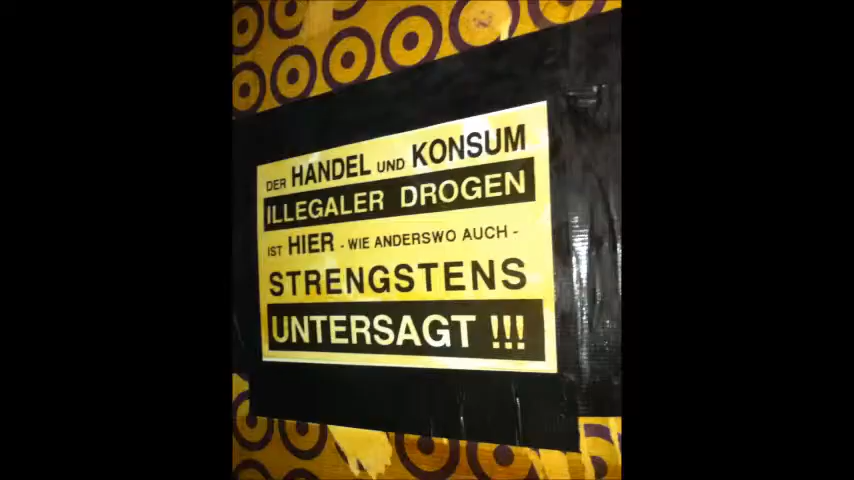 DER HANDEL UND KONSUM
ILLEGALER DROGEN
IST HIER - WIE ANDERSWO AUCH -
STRENGSTENS
UNTERSAGT !!!